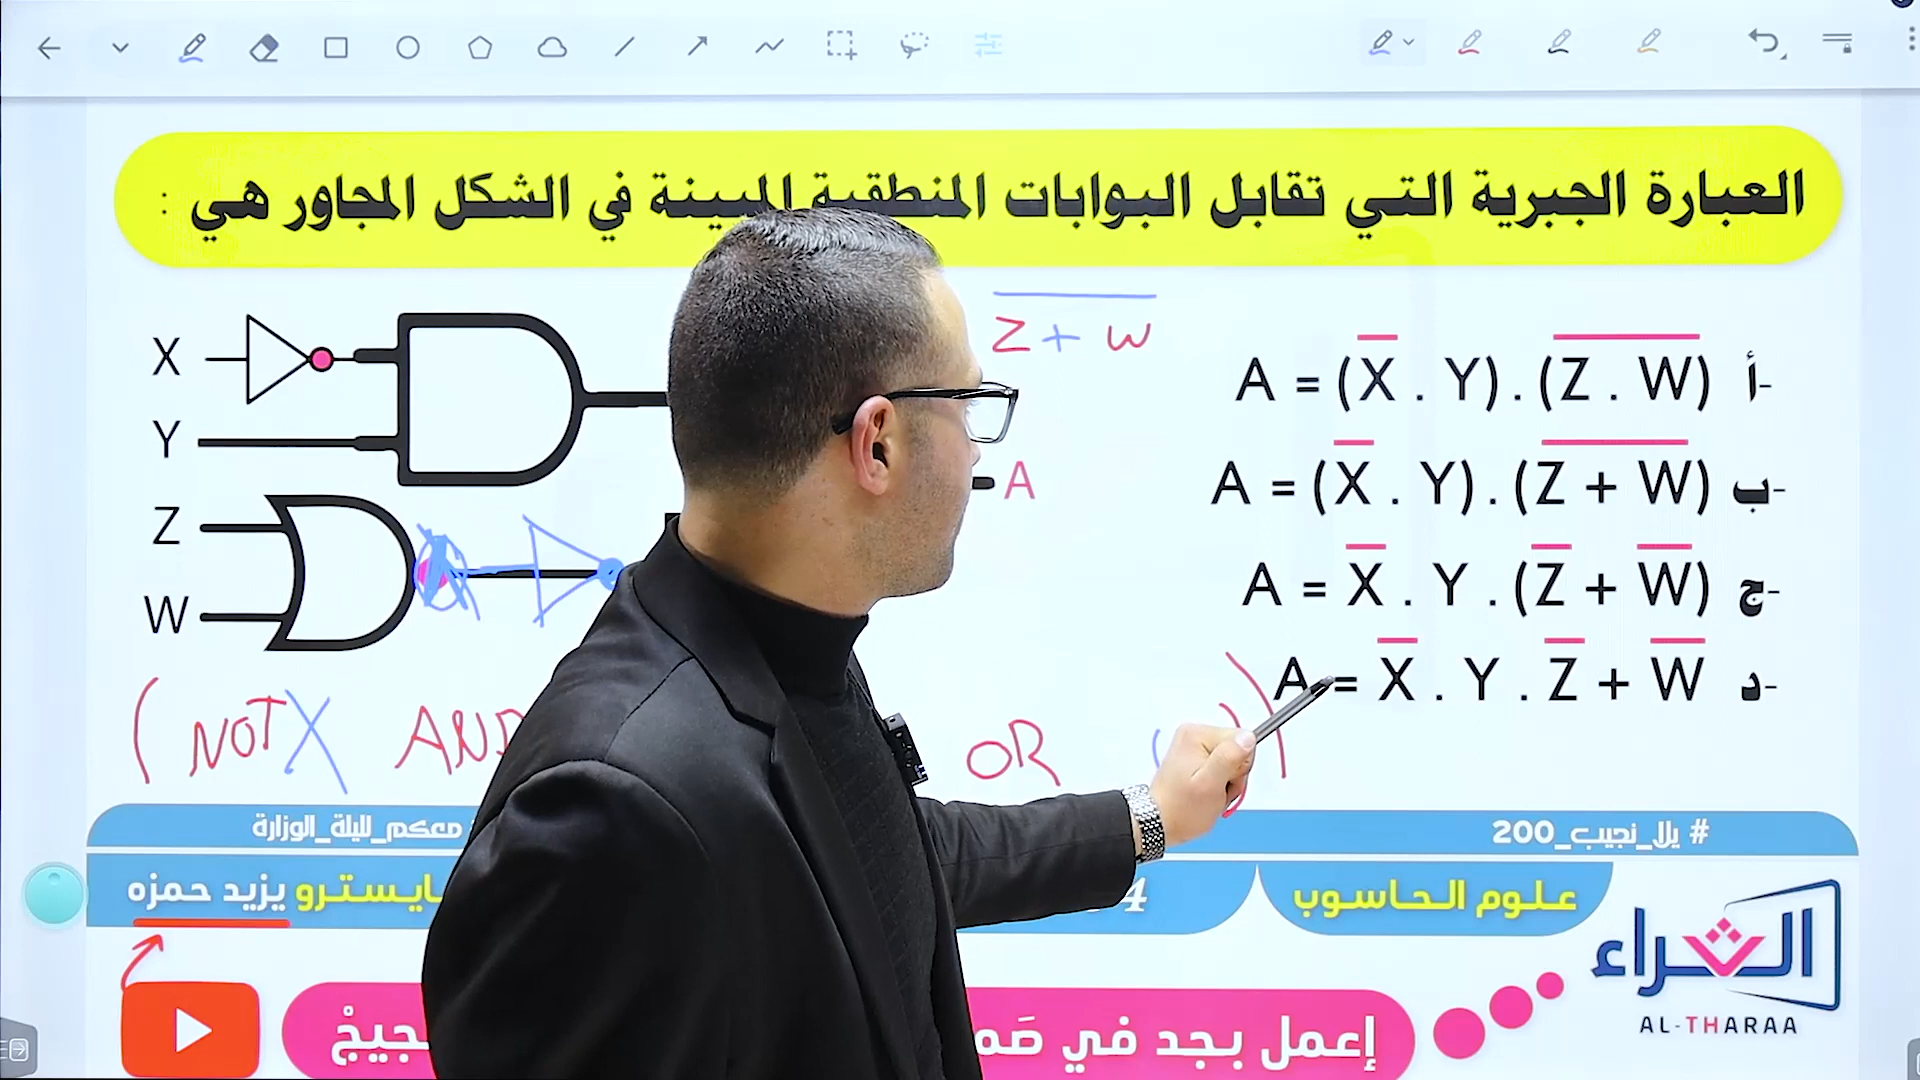 العبارة الجبرية التي تقابل البوابات المنطقية المبينة في الشكل المجاور هي :
X
Y
Z
W
Z + W
A
أ- A = (X . Y) . (Z . W)
ب- A = (X . Y) . (Z + W)
ج- A = X . Y . (Z + W)
د- A = X . Y . Z + W
( NOT X AND
OR
)
# يلا_نجيب_200
معكم_لليلة_الوزارة
علوم الحاسوب
4
يزيد حمزه
الثراء
AL-THARAA
إعمل بجد في